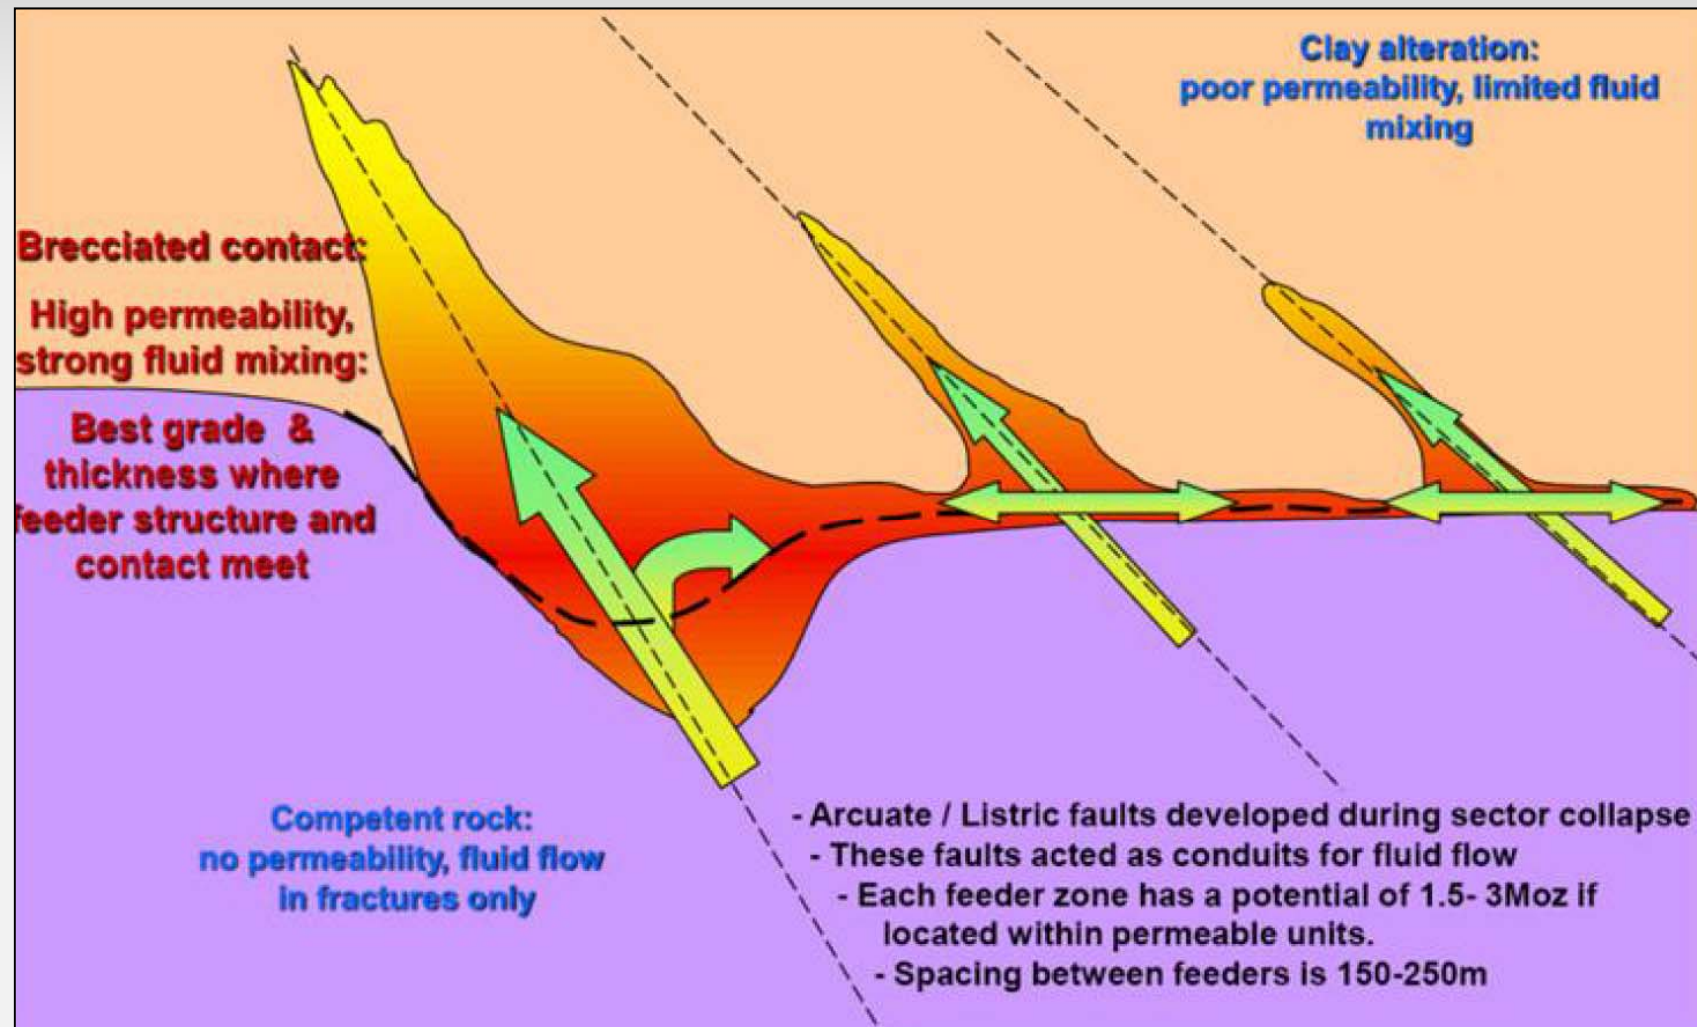 Clay alteration:
poor permeability, limited fluid
mixing
Brecciated contact:
High permeability,
strong fluid mixing:
Best grade &
thickness where
feeder structure and
contact meet
Competent rock:
no permeability, fluid flow
in fractures only
- Arcuate / Listric faults developed during sector collapse
- These faults acted as conduits for fluid flow
- Each feeder zone has a potential of 1.5- 3Moz if
located within permeable units.
- Spacing between feeders is 150-250m